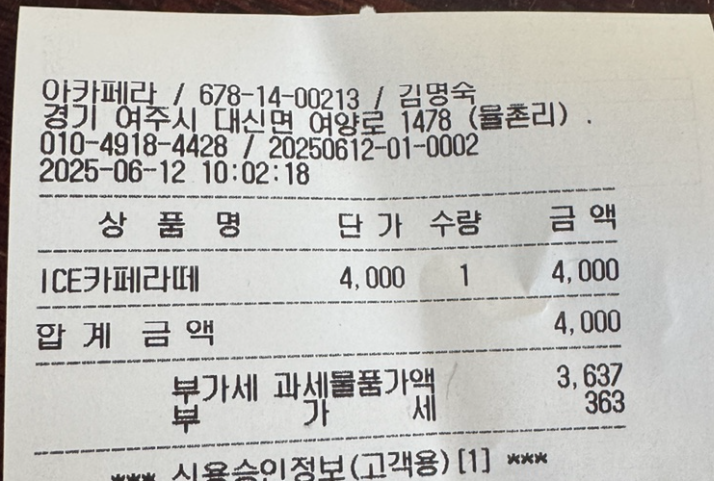 아카페라 / 678-14-00213 / 김명숙
경기 여주시 대신면 여양로 1478 (율촌리) .
010-4918-4428 / 20250612-01-0002
2025-06-12 10:02:18
상 품 명 단 가 수량 금 액
ICE카페라떼 4,000 1 4,000
합 계 금 액 4,000
부가세 과세물품가액 3,637
부 가 세 363
*** 신용승인정보(고객용)[1] ***